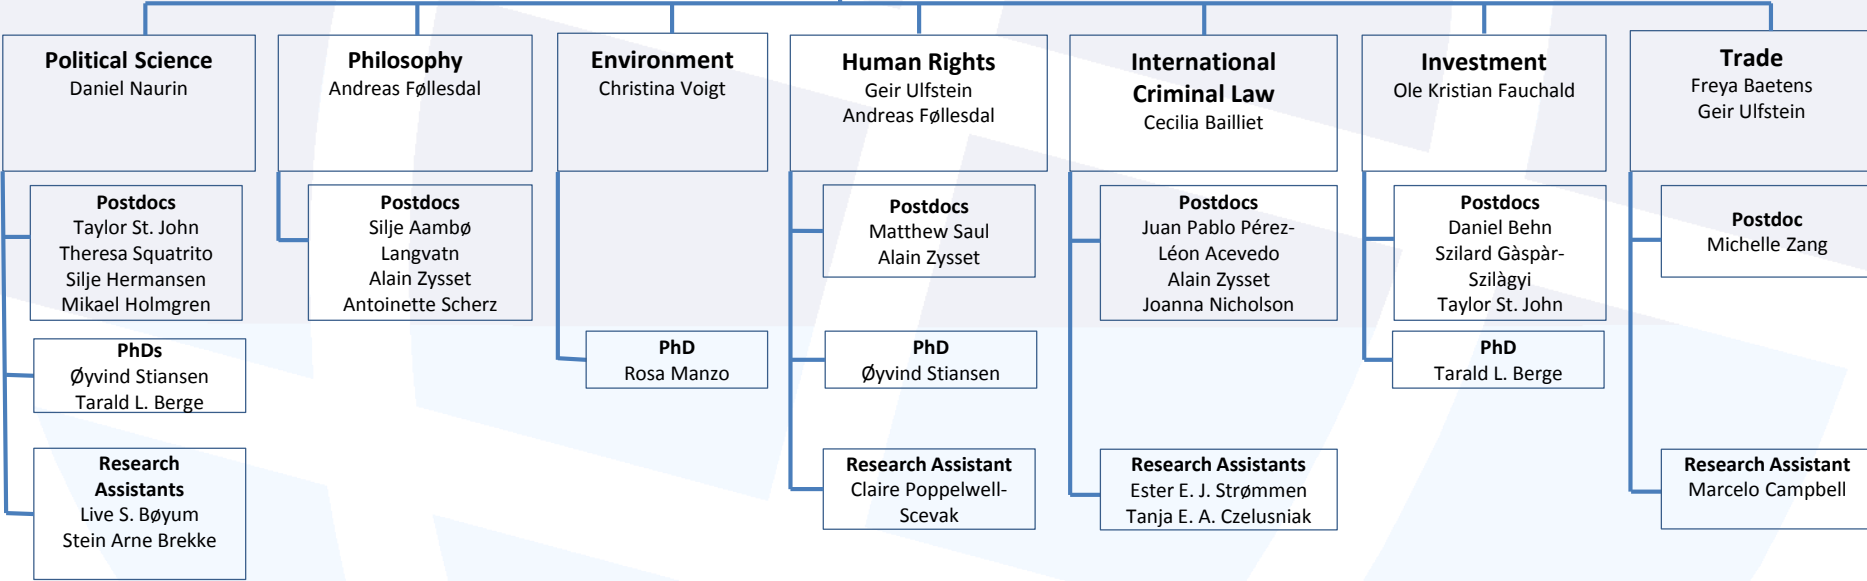 Political Science
Daniel Naurin
Postdocs
Taylor St. John
Theresa Squatrito
Silje Hermansen
Mikael Holmgren
PhDs
Øyvind Stiansen
Tarald L. Berge
Research
Assistants
Live S. Bøyum
Stein Arne Brekke
Philosophy
Andreas Føllesdal
Postdocs
Silje Aambø
Langvatn
Alain Zysset
Antoinette Scherz
Environment
Christina Voigt
PhD
Rosa Manzo
Human Rights
Geir Ulfstein
Andreas Føllesdal
Postdocs
Matthew Saul
Alain Zysset
PhD
Øyvind Stiansen
Research Assistant
Claire Poppelwell-
Scevak
International
Criminal Law
Cecilia Bailliet
Postdocs
Juan Pablo Pérez-
Léon Acevedo
Alain Zysset
Joanna Nicholson
Research Assistants
Ester E. J. Strømmen
Tanja E. A. Czelusniak
Investment
Ole Kristian Fauchald
Postdocs
Daniel Behn
Szilard Gàspàr-
Szilàgyi
Taylor St. John
PhD
Tarald L. Berge
Trade
Freya Baetens
Geir Ulfstein
Postdoc
Michelle Zang
Research Assistant
Marcelo Campbell